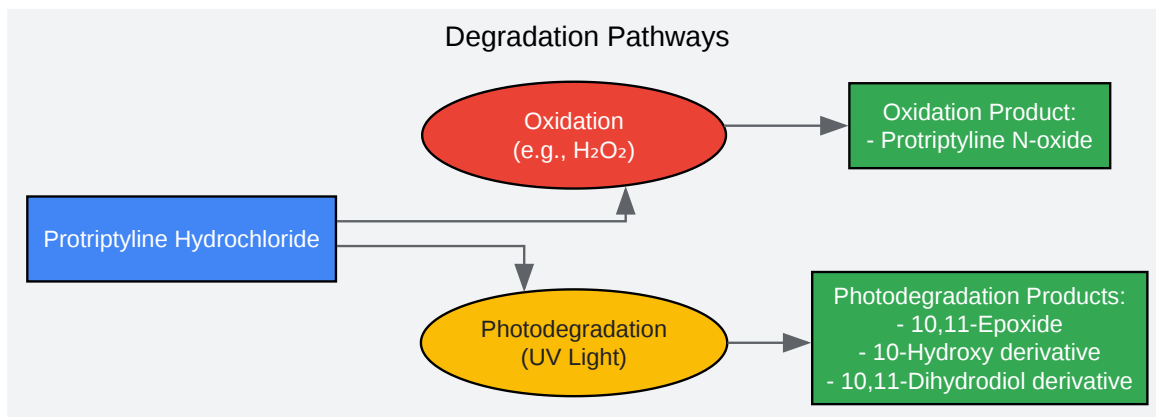 Degradation Pathways
Protriptyline Hydrochloride
Oxidation
(e.g., H₂O₂)
Oxidation Product:
- Protriptyline N-oxide
Photodegradation
(UV Light)
Photodegradation Products:
- 10,11-Epoxide
- 10-Hydroxy derivative
- 10,11-Dihydrodiol derivative